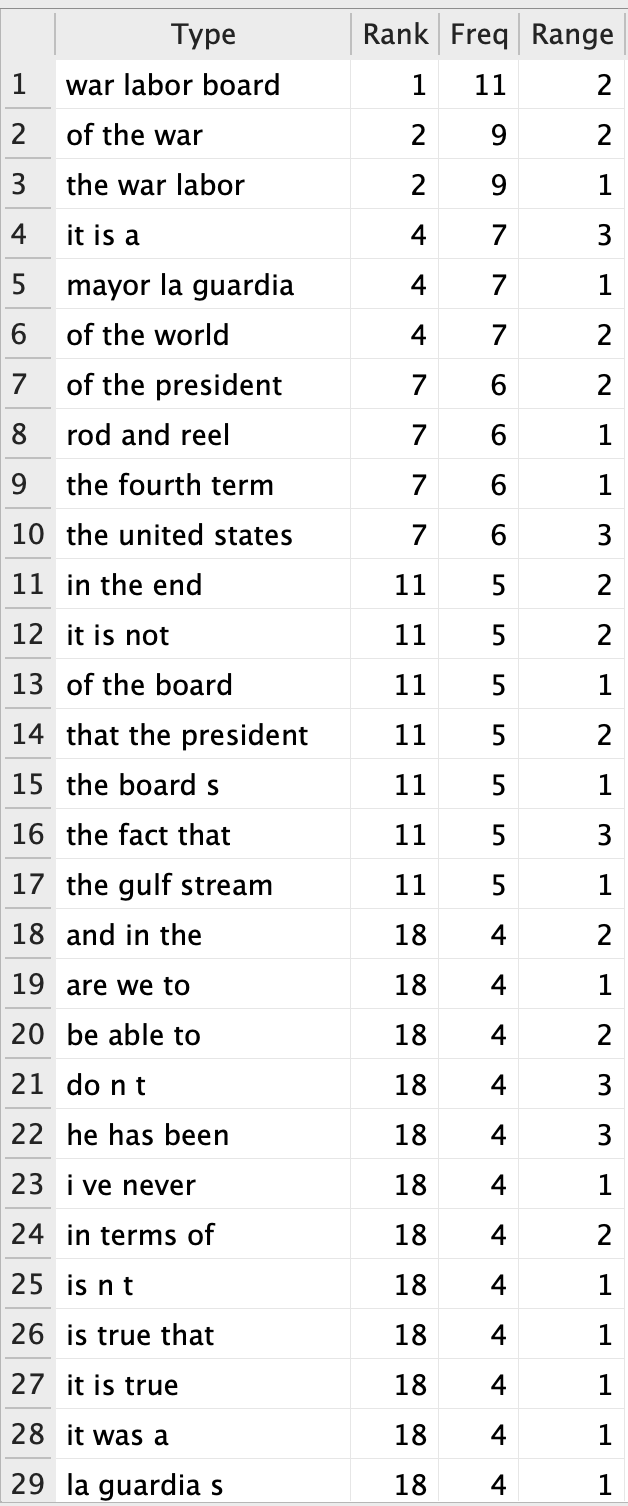 Type Rank Freq Range
1 war labor board 1 11 2
2 of the war 2 9 2
3 the war labor 2 9 1
4 it is a 4 7 3
5 mayor la guardia 4 7 1
6 of the world 4 7 2
7 of the president 7 6 2
8 rod and reel 7 6 1
9 the fourth term 7 6 1
10 the united states 7 6 3
11 in the end 11 5 2
12 it is not 11 5 2
13 of the board 11 5 1
14 that the president 11 5 2
15 the board s 11 5 1
16 the fact that 11 5 3
17 the gulf stream 11 5 1
18 and in the 18 4 2
19 are we to 18 4 1
20 be able to 18 4 2
21 do n t 18 4 3
22 he has been 18 4 3
23 i ve never 18 4 1
24 in terms of 18 4 2
25 is n t 18 4 1
26 is true that 18 4 1
27 it is true 18 4 1
28 it was a 18 4 1
29 la guardia s 18 4 1